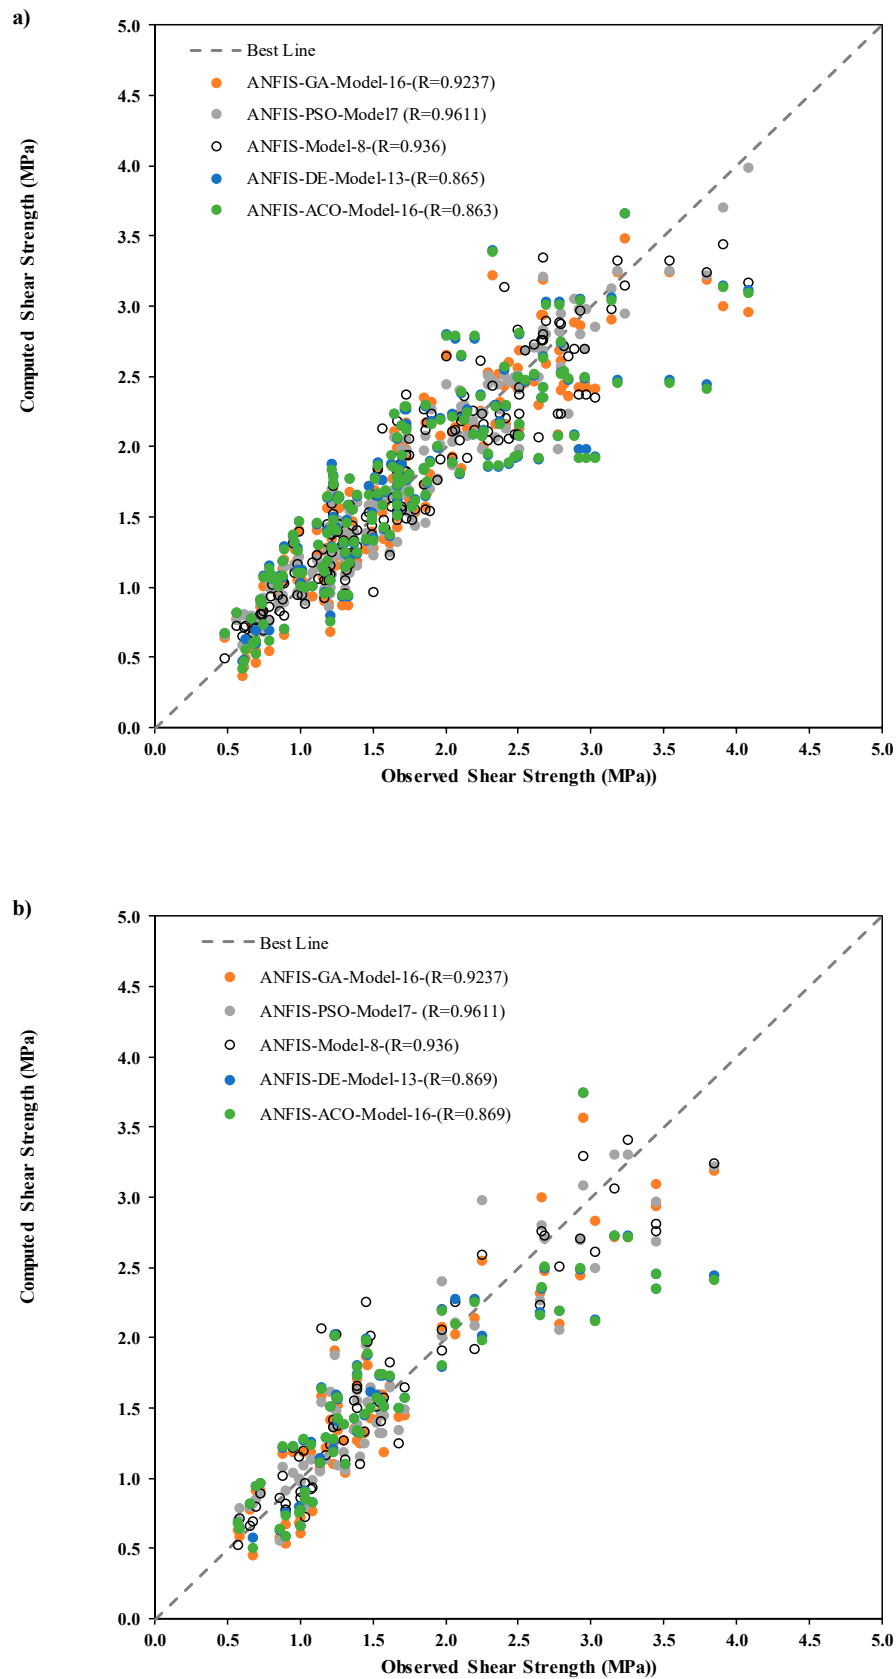 a)
5.0
4.5
4.0
3.5
3.0
2.5
2.0
1.5
1.0
0.5
0.0
Computed Shear Strength (MPa)
Best Line
ANFIS-GA-Model-16-(R=0.9237)
ANFIS-PSO-Model7 (R=0.9611)
ANFIS-Model-8-(R=0.936)
ANFIS-DE-Model-13-(R=0.865)
ANFIS-ACO-Model-16-(R=0.863)
0.0 0.5 1.0 1.5 2.0 2.5 3.0 3.5 4.0 4.5 5.0
Observed Shear Strength (MPa))
b)
5.0
4.5
4.0
3.5
3.0
2.5
2.0
1.5
1.0
0.5
0.0
Computed Shear Strength (MPa)
Best Line
ANFIS-GA-Model-16-(R=0.9237)
ANFIS-PSO-Model7- (R=0.9611)
ANFIS-Model-8-(R=0.936)
ANFIS-DE-Model-13-(R=0.869)
ANFIS-ACO-Model-16-(R=0.869)
0.0 0.5 1.0 1.5 2.0 2.5 3.0 3.5 4.0 4.5 5.0
Observed Shear Strength (MPa))